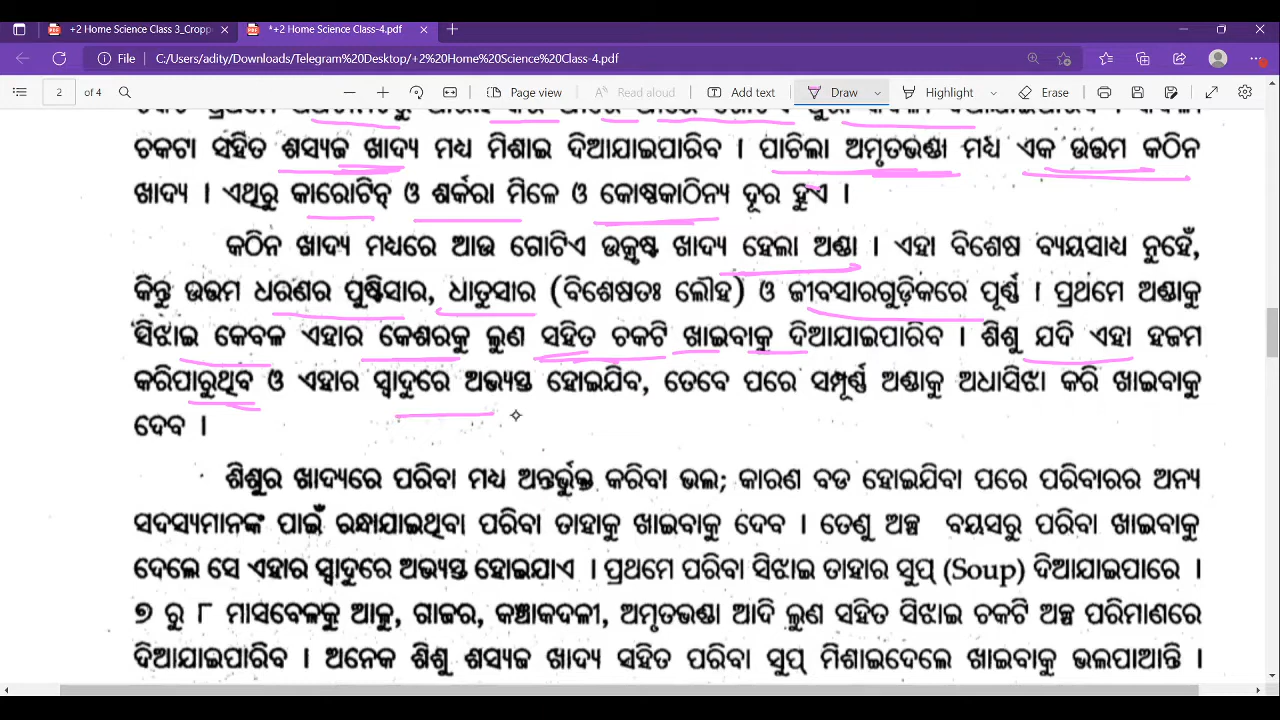 +2 Home Science Class 3_Cropp
*+2 Home Science Class-4.pdf
File C:/Users/adity/Downloads/Telegram%20Desktop/+2%20Home%20Science%20Class-4.pdf
2 of 4 Page view Read aloud Add text Draw Highlight Erase
ଚକଟା ସହିତ ଶସ୍ୟଜ ଖାଦ୍ୟ ମଧ୍ୟ ମିଶାଇ ଦିଆଯାଇପାରିବ । ପାଚିଲା ଅମୃତଭଣ୍ଡା ମଧ୍ୟ ଏକ ଉତ୍ତମ କଠିନ
ଖାଦ୍ୟ । ଏଥିରୁ କାରୋଟିନ୍ ଓ ଶର୍କରା ମିଳେ ଓ କୋଷ୍ଠକାଠିନ୍ୟ ଦୂର ହୁଏ ।
କଠିନ ଖାଦ୍ୟ ମଧ୍ୟରେ ଆଉ ଗୋଟିଏ ଉତ୍କୃଷ୍ଟ ଖାଦ୍ୟ ହେଲା ଅଣ୍ଡା । ଏହା ବିଶେଷ ବ୍ୟୟସାଧ୍ୟ ନୁହେଁ,
କିନ୍ତୁ ଉତ୍ତମ ଧରଣର ପୁଷ୍ଟିସାର, ଧାତୁସାର (ବିଶେଷତଃ ଲୌହ) ଓ ଜୀବସାରଗୁଡ଼ିକରେ ପୂର୍ଣ୍ଣ । ପ୍ରଥମେ ଅଣ୍ଡାକୁ
ସିଝାଇ କେବଳ ଏହାର କେଶରକୁ ଲୁଣ ସହିତ ଚକଟି ଖାଇବାକୁ ଦିଆଯାଇପାରିବ । ଶିଶୁ ଯଦି ଏହା ହଜମ
କରିପାରୁଥିବ ଓ ଏହାର ସ୍ୱାଦୁରେ ଅଭ୍ୟସ୍ତ ହୋଇଯିବ, ତେବେ ପରେ ସମ୍ପୂର୍ଣ୍ଣ ଅଣ୍ଡାକୁ ଅଧାସିଝା କରି ଖାଇବାକୁ
ଦେବ ।
ଶିଶୁର ଖାଦ୍ୟରେ ପରିବା ମଧ୍ୟ ଅନ୍ତର୍ଭୁକ୍ତ କରିବା ଭଲ; କାରଣ ବଡ ହୋଇଯିବା ପରେ ପରିବାରର ଅନ୍ୟ
ସଦସ୍ୟମାନଙ୍କ ପାଇଁ ରନ୍ଧାଯାଇଥିବା ପରିବା ତାହାକୁ ଖାଇବାକୁ ଦେବ । ତେଣୁ ଅଳ୍ପ ବୟସରୁ ପରିବା ଖାଇବାକୁ
ଦେଲେ ସେ ଏହାର ସ୍ୱାଦୁରେ ଅଭ୍ୟସ୍ତ ହୋଇଯାଏ । ପ୍ରଥମେ ପରିବା ସିଝାଇ ତାହାର ସୁପ୍ (Soup) ଦିଆଯାଇପାରେ ।
୭ ରୁ ୮ ମାସବେଳକୁ ଆଳୁ, ଗାଜର, କଞ୍ଚାକଦଳୀ, ଅମୃତଭଣ୍ଡା ଆଦି ଲୁଣ ସହିତ ସିଝାଇ ଚକଟି ଅଳ୍ପ ପରିମାଣରେ
ଦିଆଯାଇପାରିବ । ଅନେକ ଶିଶୁ ଶସ୍ୟଜ ଖାଦ୍ୟ ସହିତ ପରିବା ସୁପ୍ ମିଶାଇଦେଲେ ଖାଇବାକୁ ଭଲପାଆନ୍ତି ।